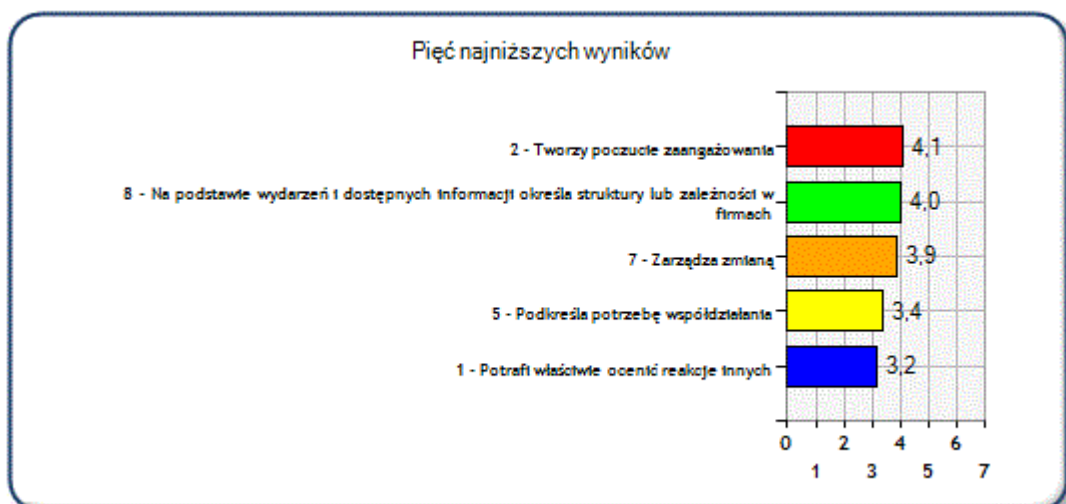 Pięć najniższych wyników
2 - Tworzy poczucie zaangażowania
4,1
8 - Na podstawie wydarzeń i dostępnych informacji określa struktury lub zależności w
firmach
4,0
7 - Zarządza zmianą
3,9
5 - Podkreśla potrzebę współdziałania
3,4
1 - Potrafi właściwie ocenić reakcje innych
3,2
0 2 4 6
1 3 5 7